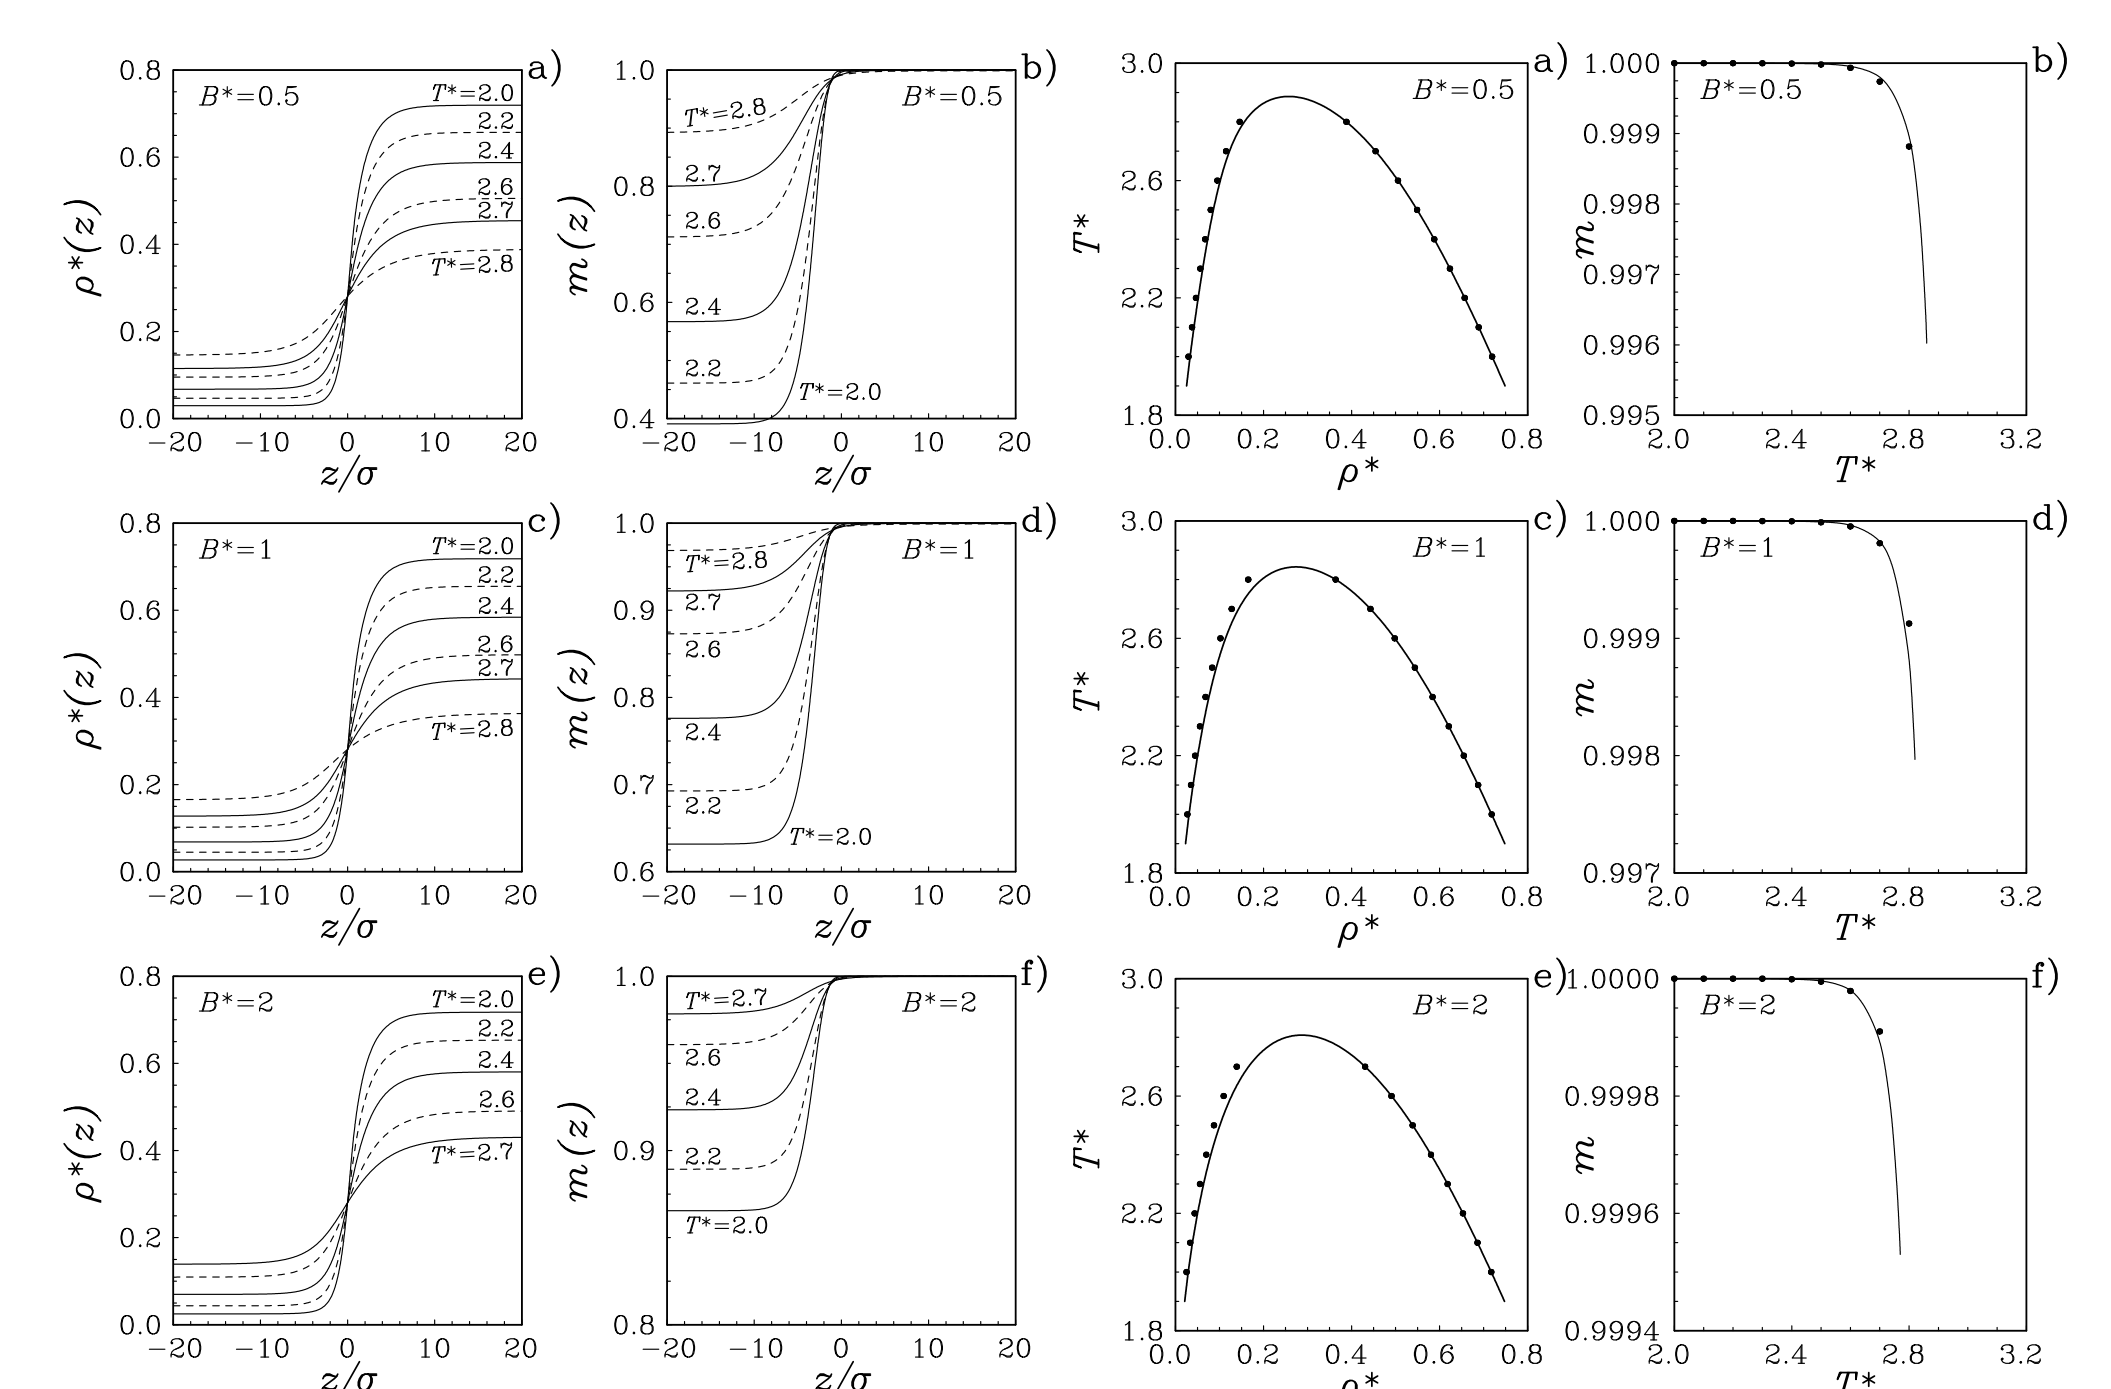 a)
0.8
0.6
0.4
0.2
0.0
B*=0.5
T*=2.0
2.2
2.4
2.6
2.7
T*=2.8
ρ*(z)
−20 −10 0 10 20
z/σ
b)
1.0
0.8
0.6
0.4
B*=0.5
T*=2.8
2.7
2.6
2.4
2.2
T*=2.0
m(z)
−20 −10 0 10 20
z/σ
a)
3.0
2.6
2.2
1.8
B*=0.5
T*
0.0 0.2 0.4 0.6 0.8
ρ*
b)
1.000
0.999
0.998
0.997
0.996
0.995
B*=0.5
m
2.0 2.4 2.8 3.2
T*
c)
0.8
0.6
0.4
0.2
0.0
B*=1
T*=2.0
2.2
2.4
2.6
2.7
T*=2.8
ρ*(z)
−20 −10 0 10 20
z/σ
d)
1.0
0.9
0.8
0.7
0.6
B*=1
T*=2.8
2.7
2.6
2.4
2.2
T*=2.0
m(z)
−20 −10 0 10 20
z/σ
c)
3.0
2.6
2.2
1.8
B*=1
T*
0.0 0.2 0.4 0.6 0.8
ρ*
d)
1.000
0.999
0.998
0.997
B*=1
m
2.0 2.4 2.8 3.2
T*
e)
0.8
0.6
0.4
0.2
0.0
B*=2
T*=2.0
2.2
2.4
2.6
T*=2.7
ρ*(z)
−20 −10 0 10 20
z/σ
f)
1.0
0.9
0.8
B*=2
T*=2.7
2.6
2.4
2.2
T*=2.0
m(z)
−20 −10 0 10 20
z/σ
e)
3.0
2.6
2.2
1.8
B*=2
T*
0.0 0.2 0.4 0.6 0.8
ρ*
f)
1.0000
0.9998
0.9996
0.9994
B*=2
m
2.0 2.4 2.8 3.2
T*